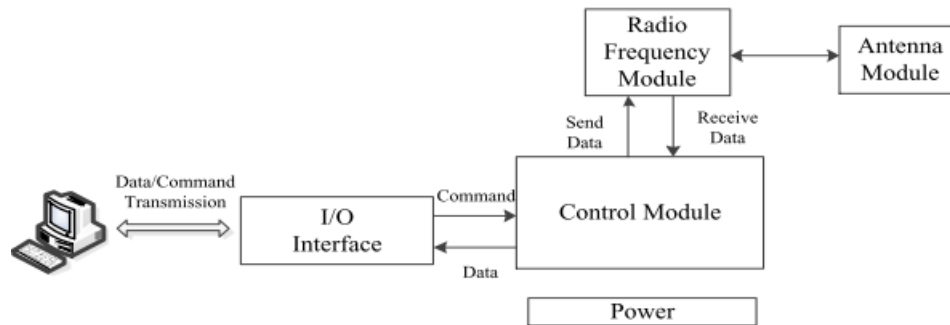 Radio
Frequency
Module
Antenna
Module
Send
Data
Receive
Data
Data/Command
Transmission
I/O
Interface
Command
Data
Control Module
Power